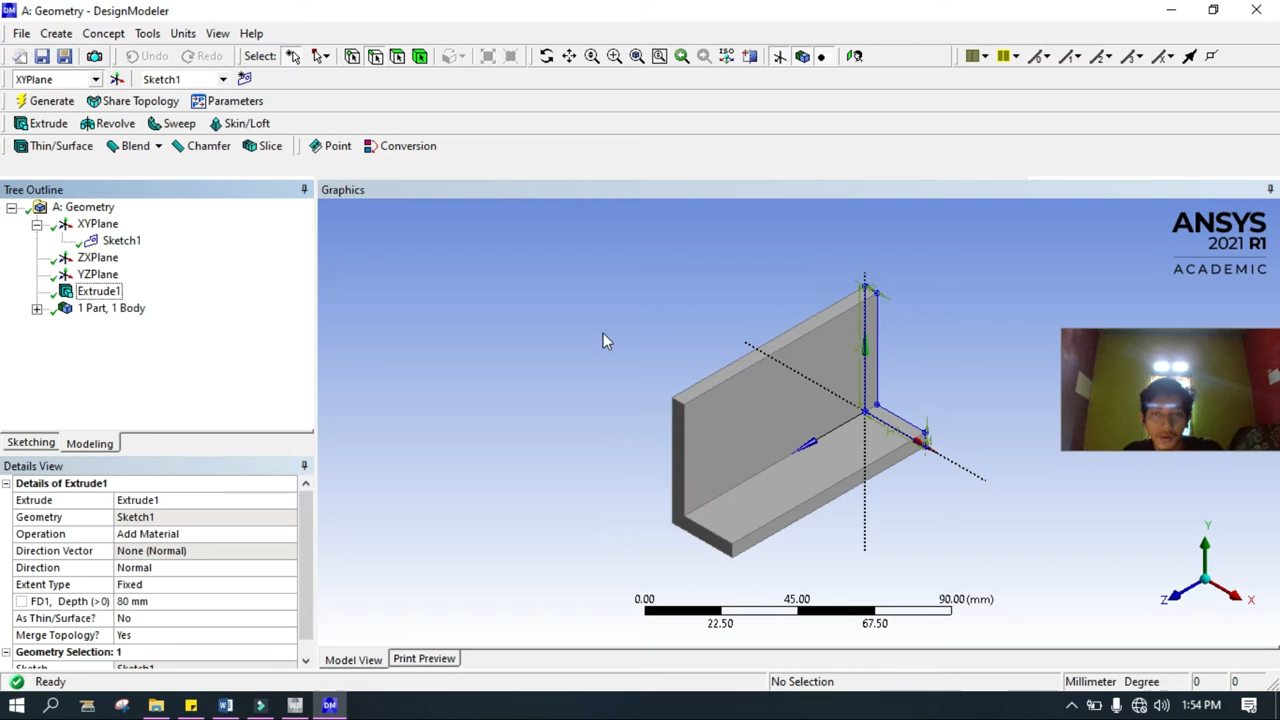 DM A: Geometry - DesignModeler
File Create Concept Tools Units View Help
Undo Redo Select: ISO
XYPlane Sketch1
Generate Share Topology Parameters
Extrude Revolve Sweep Skin/Loft
Thin/Surface Blend Chamfer Slice Point Conversion
Tree Outline
A: Geometry
XYPlane
Sketch1
ZXPlane
YZPlane
Extrude1
1 Part, 1 Body
Sketching Modeling
Details View
Details of Extrude1
Extrude Extrude1
Geometry Sketch1
Operation Add Material
Direction Vector None (Normal)
Direction Normal
Extent Type Fixed
FD1, Depth (>0) 80 mm
As Thin/Surface? No
Merge Topology? Yes
Geometry Selection: 1
Sketch Sketch1
Graphics
ANSYS
2021 R1
ACADEMIC
0.00 45.00 90.00 (mm)
22.50 67.50
Y
Z X
Model View Print Preview
Ready No Selection Millimeter Degree 0 0
DM 1:54 PM